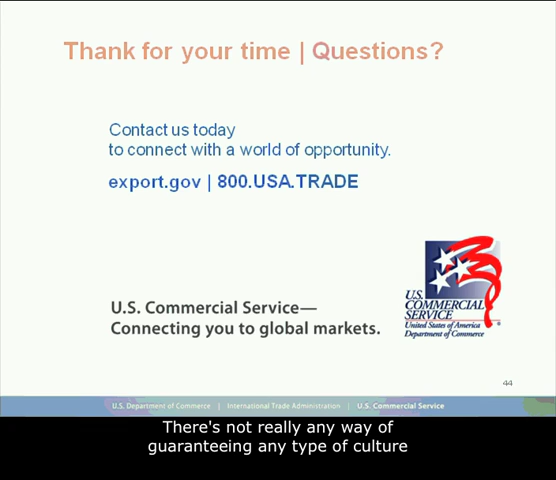 Thank for your time | Questions?
Contact us today
to connect with a world of opportunity.
export.gov | 800.USA.TRADE
U.S. Commercial Service—
Connecting you to global markets.
U.S.
COMMERCIAL
SERVICE
United States of America
Department of Commerce
44
U.S. Department of Commerce | International Trade Administration | U.S. Commercial Service
There's not really any way of
guaranteeing any type of culture